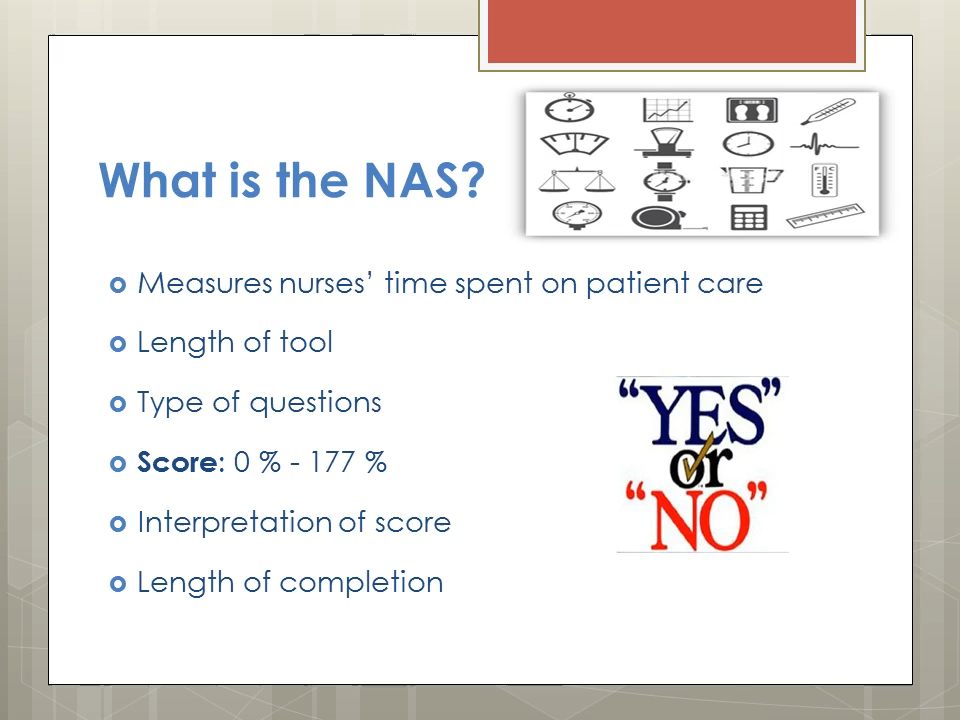 What is the NAS?
Measures nurses’ time spent on patient care
Length of tool
Type of questions
Score: 0 % - 177 %
Interpretation of score
Length of completion
“YES”
or
“NO”